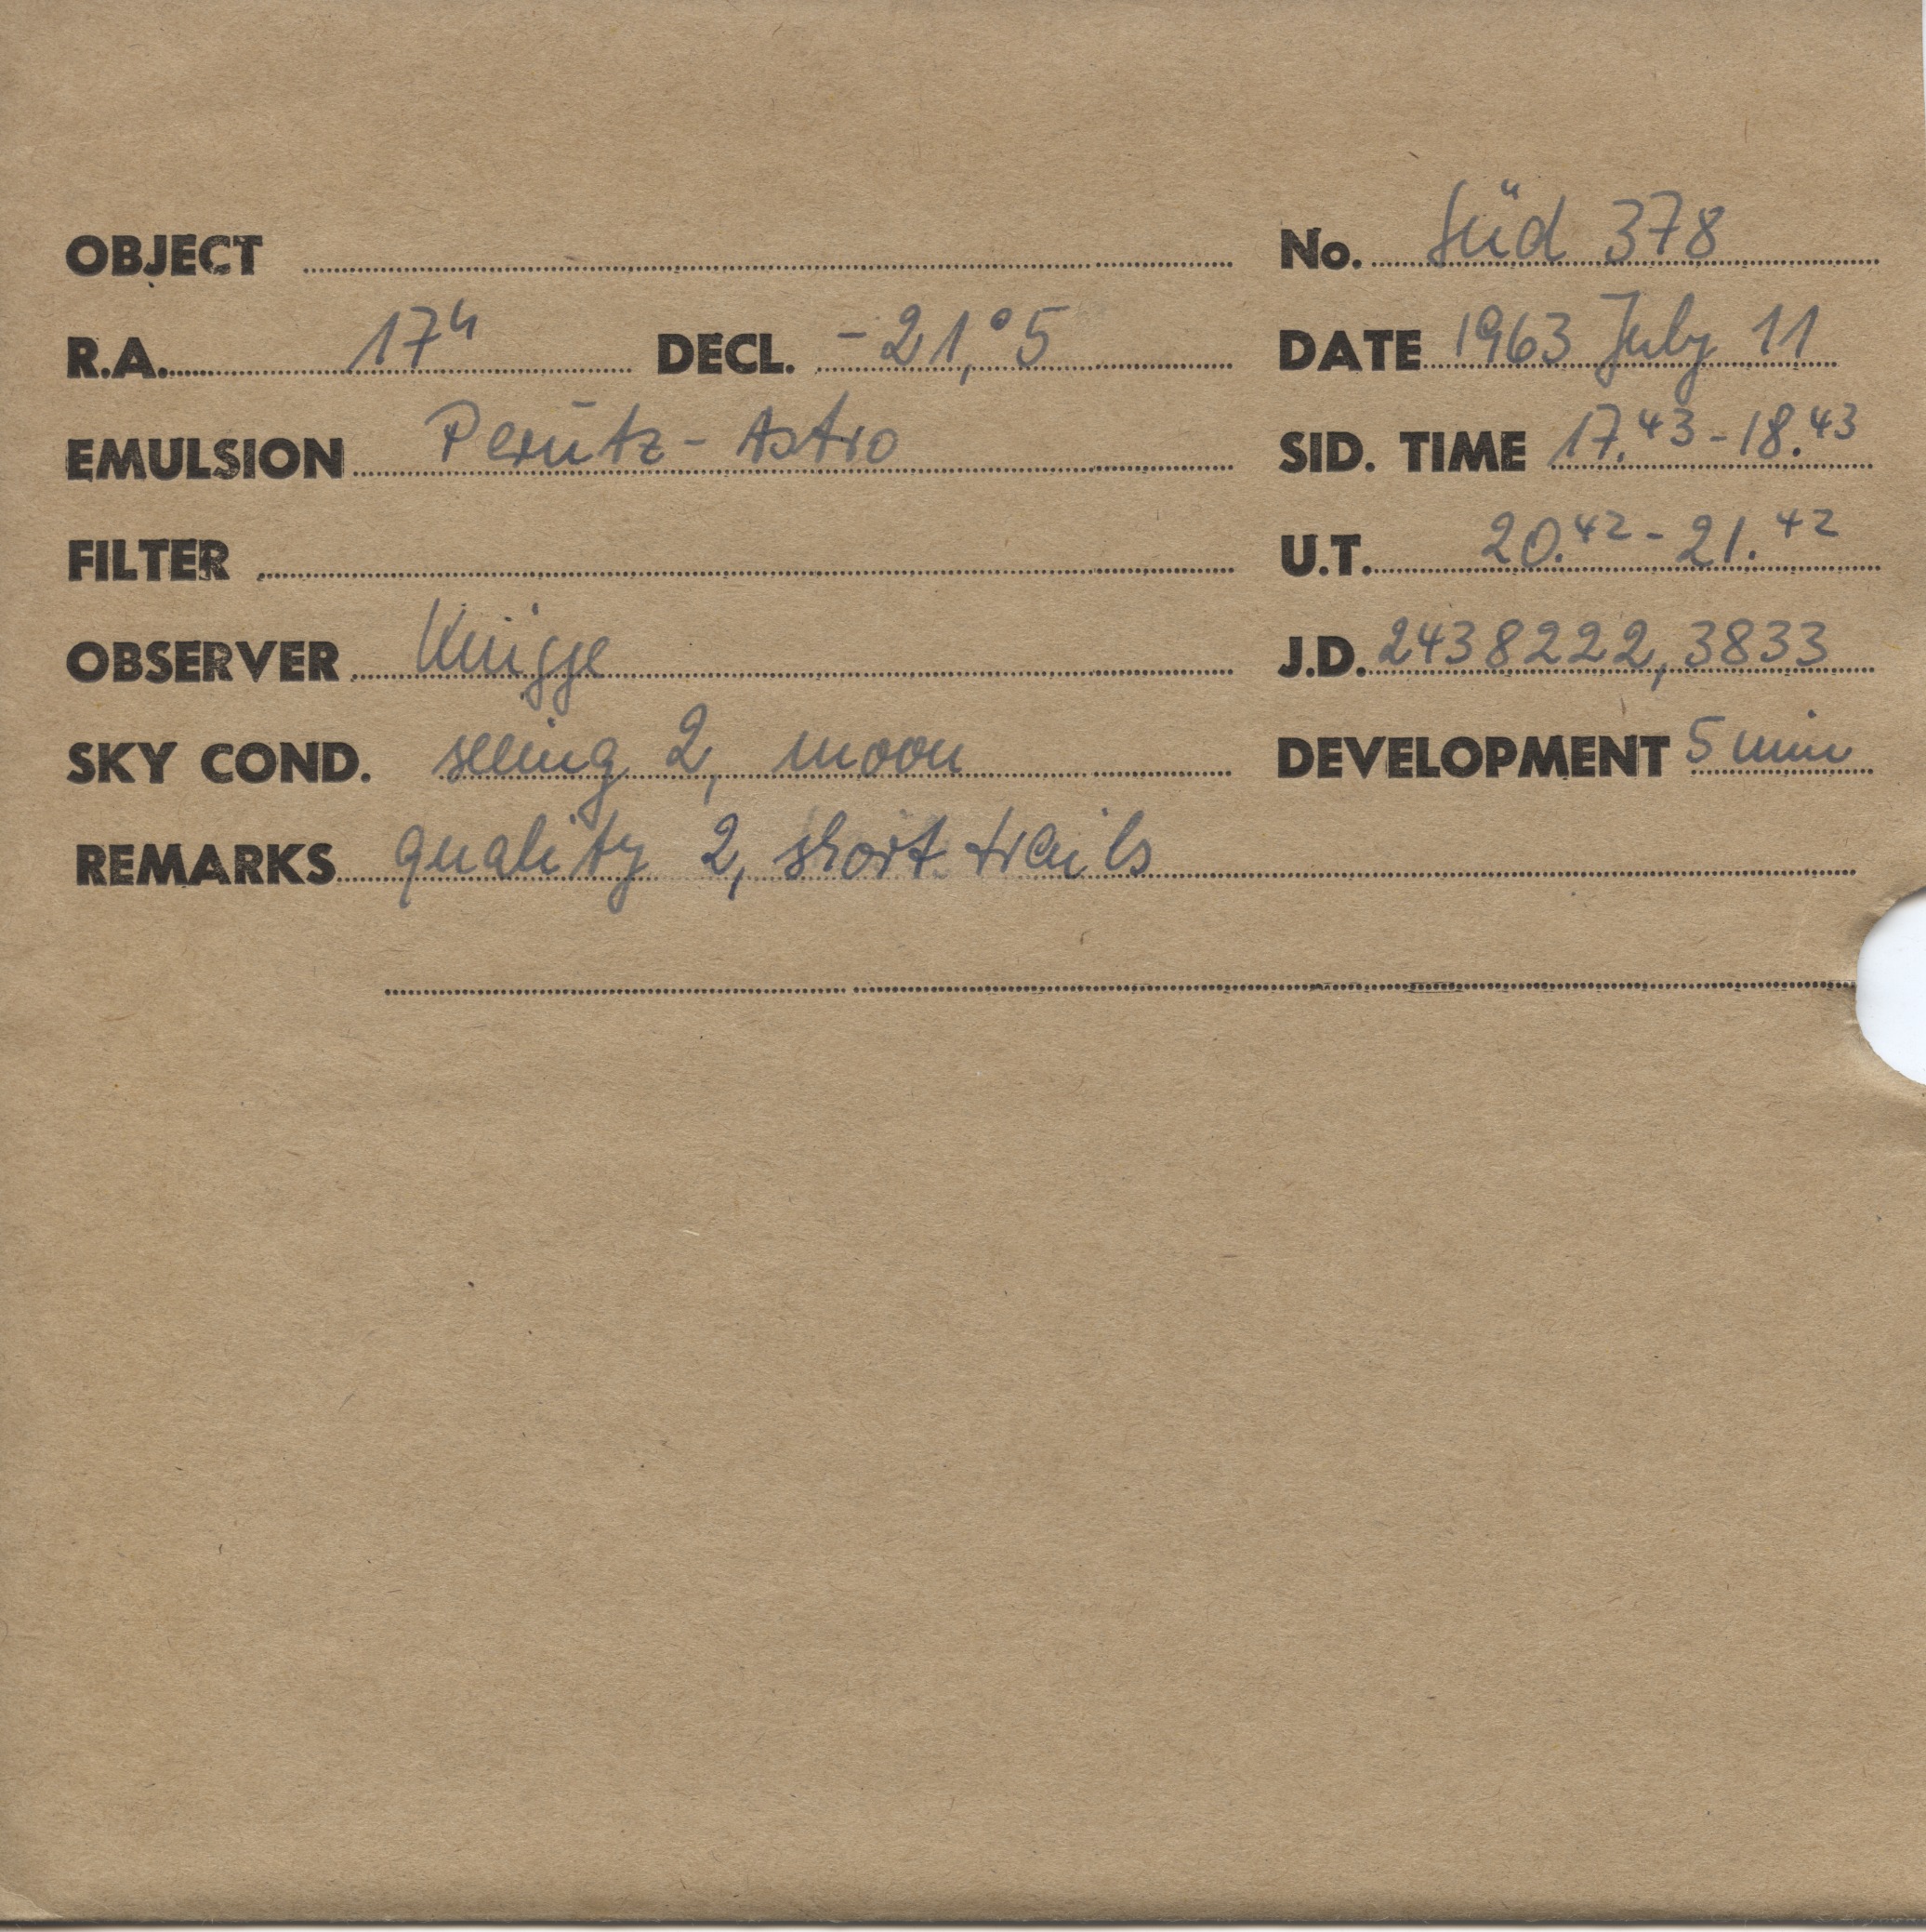 OBJECT No. Süd 378
R.A. 17ʰ DECL. -21,°5 DATE 1963 July 11
EMULSION Perutz-Astro SID. TIME 17.⁴³-18.⁴³
FILTER U.T. 20.⁴²-21.⁴²
OBSERVER Knigge J.D. 2438222,3833
SKY COND. seeing 2, moon DEVELOPMENT 5 min
REMARKS quality 2, short trails